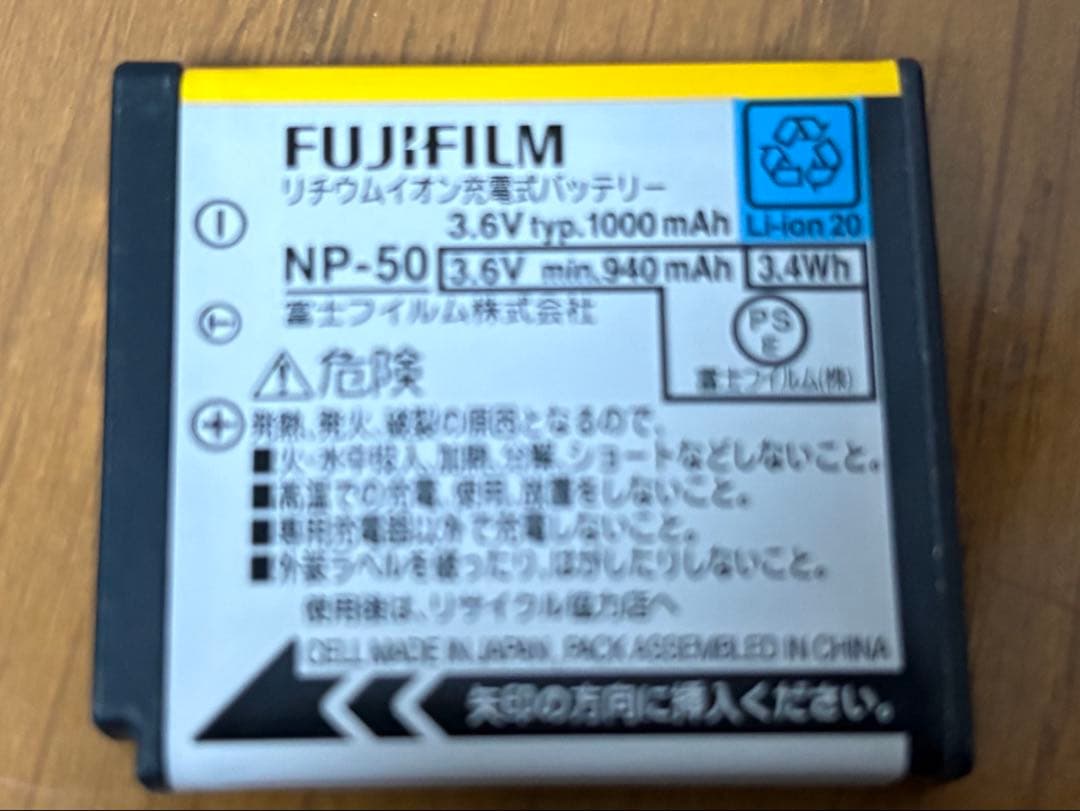 FUJIFILM
リチウムイオン充電式バッテリー
3.6V typ.1000mAh
Li-ion 20
NP-50 3.6V min.940mAh 3.4Wh
富士フイルム株式会社
PS
E
富士フイルム(株)
⚠危険
発熱、発火、破裂の原因となるので、
■火・水中投入、加熱、分解、ショートなどしないこと。
■高温での充電、使用、放置をしないこと。
■専用充電器以外で充電しないこと。
■外装ラベルを破ったり、はがしたりしないこと。
使用後は、リサイクル協力店へ
CELL MADE IN JAPAN, PACK ASSEMBLED IN CHINA
矢印の方向に挿入ください。
⊖
T
⊕